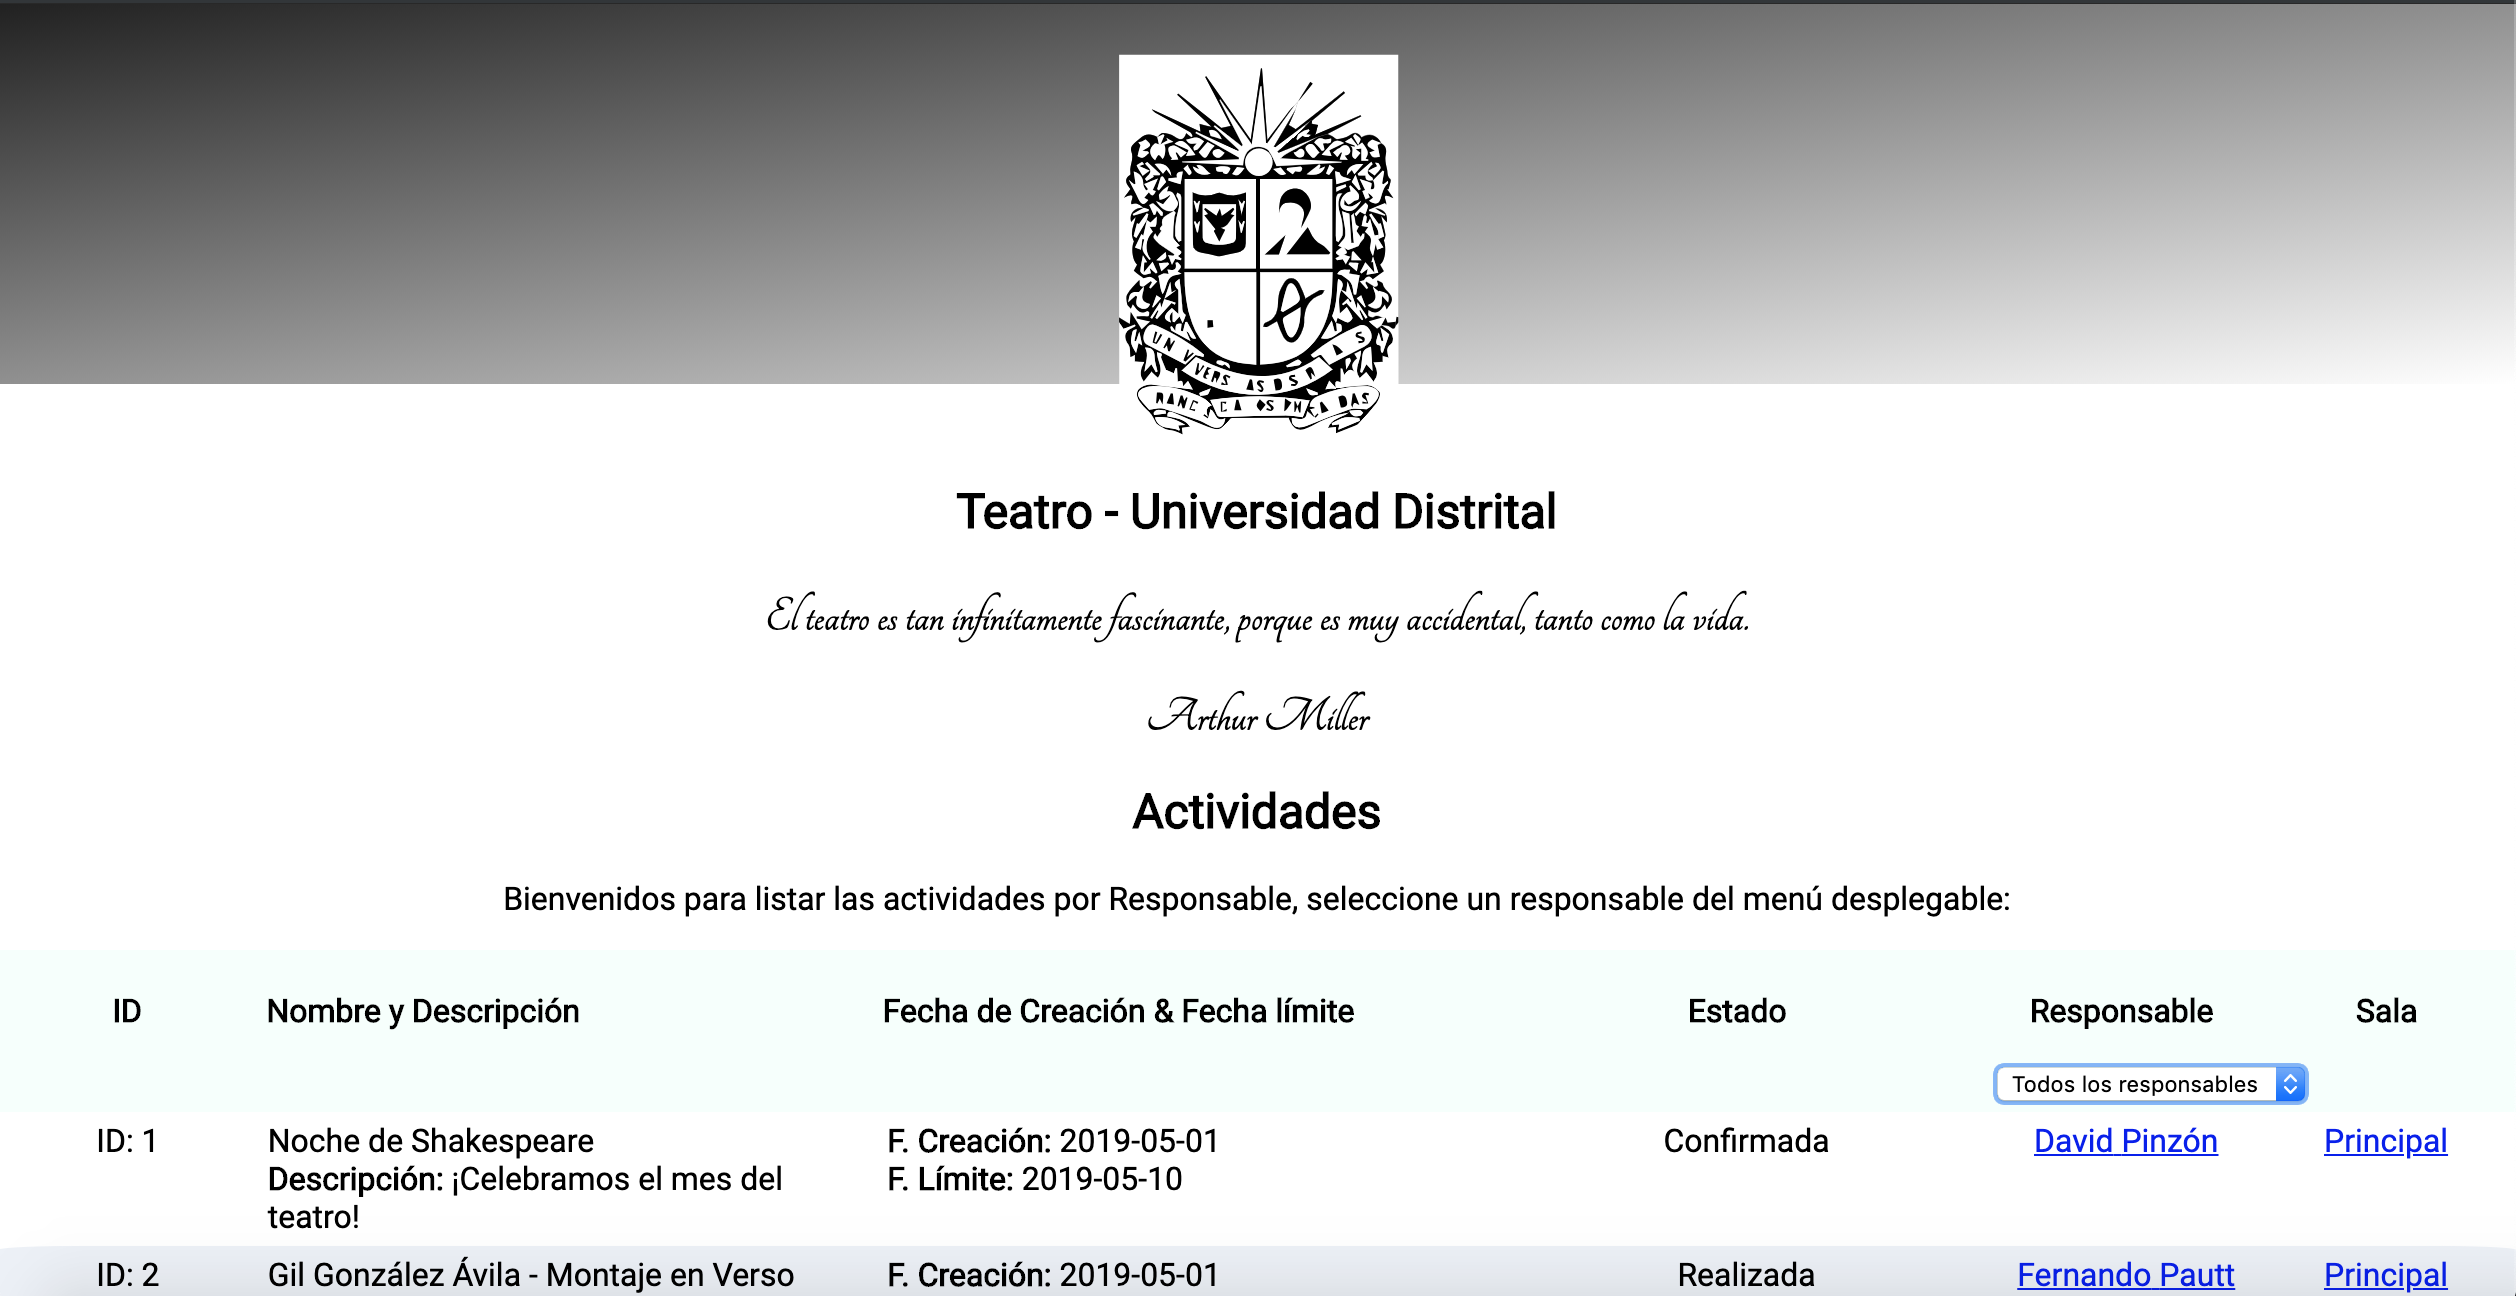 Teatro - Universidad Distrital
El teatro es tan infinitamente fascinante, porque es muy accidental, tanto como la vida.
Arthur Miller
Actividades
Bienvenidos para listar las actividades por Responsable, seleccione un responsable del menú desplegable:
ID Nombre y Descripción Fecha de Creación & Fecha límite Estado Responsable Sala
Todos los responsables
ID: 1 Noche de Shakespeare F. Creación: 2019-05-01 Confirmada David Pinzón Principal
Descripción: ¡Celebramos el mes del F. Límite: 2019-05-10
teatro!
ID: 2 Gil González Ávila - Montaje en Verso F. Creación: 2019-05-01 Realizada Fernando Pautt Principal